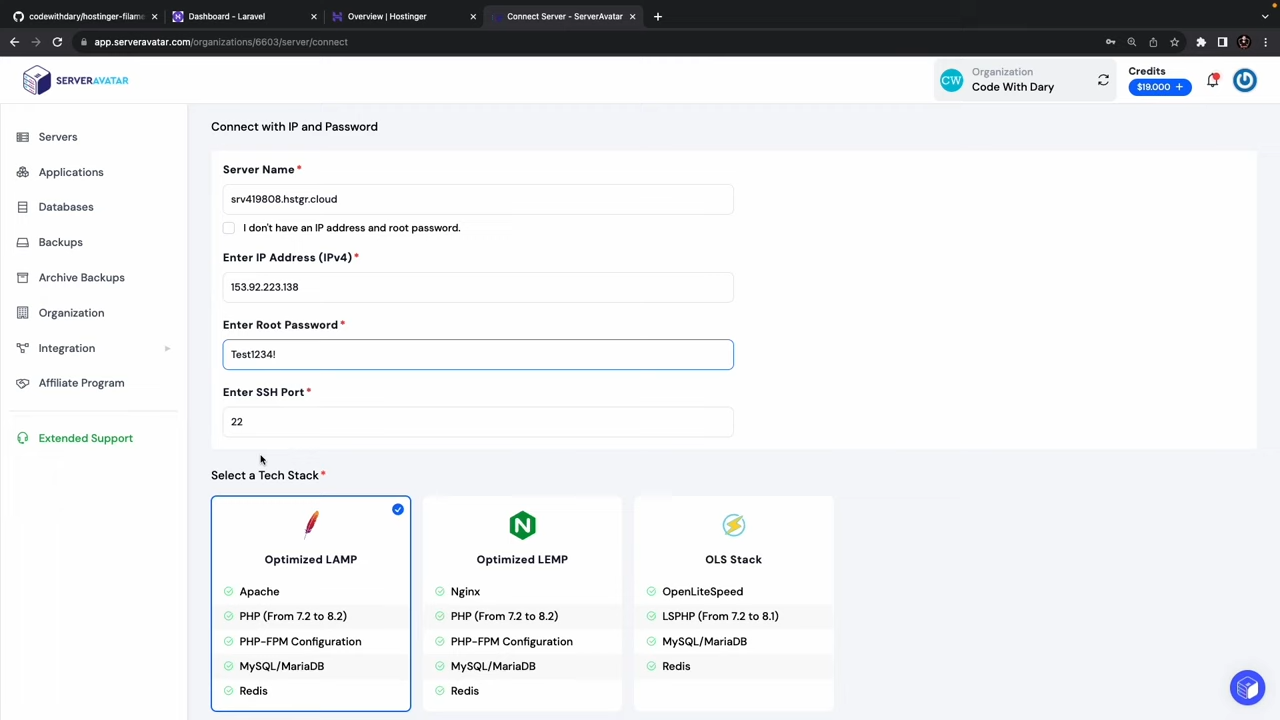 codewithdary/hostinger-filame
Dashboard - Laravel
Overview | Hostinger
Connect Server - ServerAvatar
app.serveravatar.com/organizations/6603/server/connect
SERVERAVATAR
CW
Organization
Code With Dary
Credits
$19.000 +
Servers
Applications
Databases
Backups
Archive Backups
Organization
Integration
Affiliate Program
Extended Support
Connect with IP and Password
Server Name*
srv419808.hstgr.cloud
I don't have an IP address and root password.
Enter IP Address (IPv4)*
153.92.223.138
Enter Root Password*
Test1234!
Enter SSH Port*
22
Select a Tech Stack*
Optimized LAMP
Apache
PHP (From 7.2 to 8.2)
PHP-FPM Configuration
MySQL/MariaDB
Redis
N
Optimized LEMP
Nginx
PHP (From 7.2 to 8.2)
PHP-FPM Configuration
MySQL/MariaDB
Redis
OLS Stack
OpenLiteSpeed
LSPHP (From 7.2 to 8.1)
MySQL/MariaDB
Redis